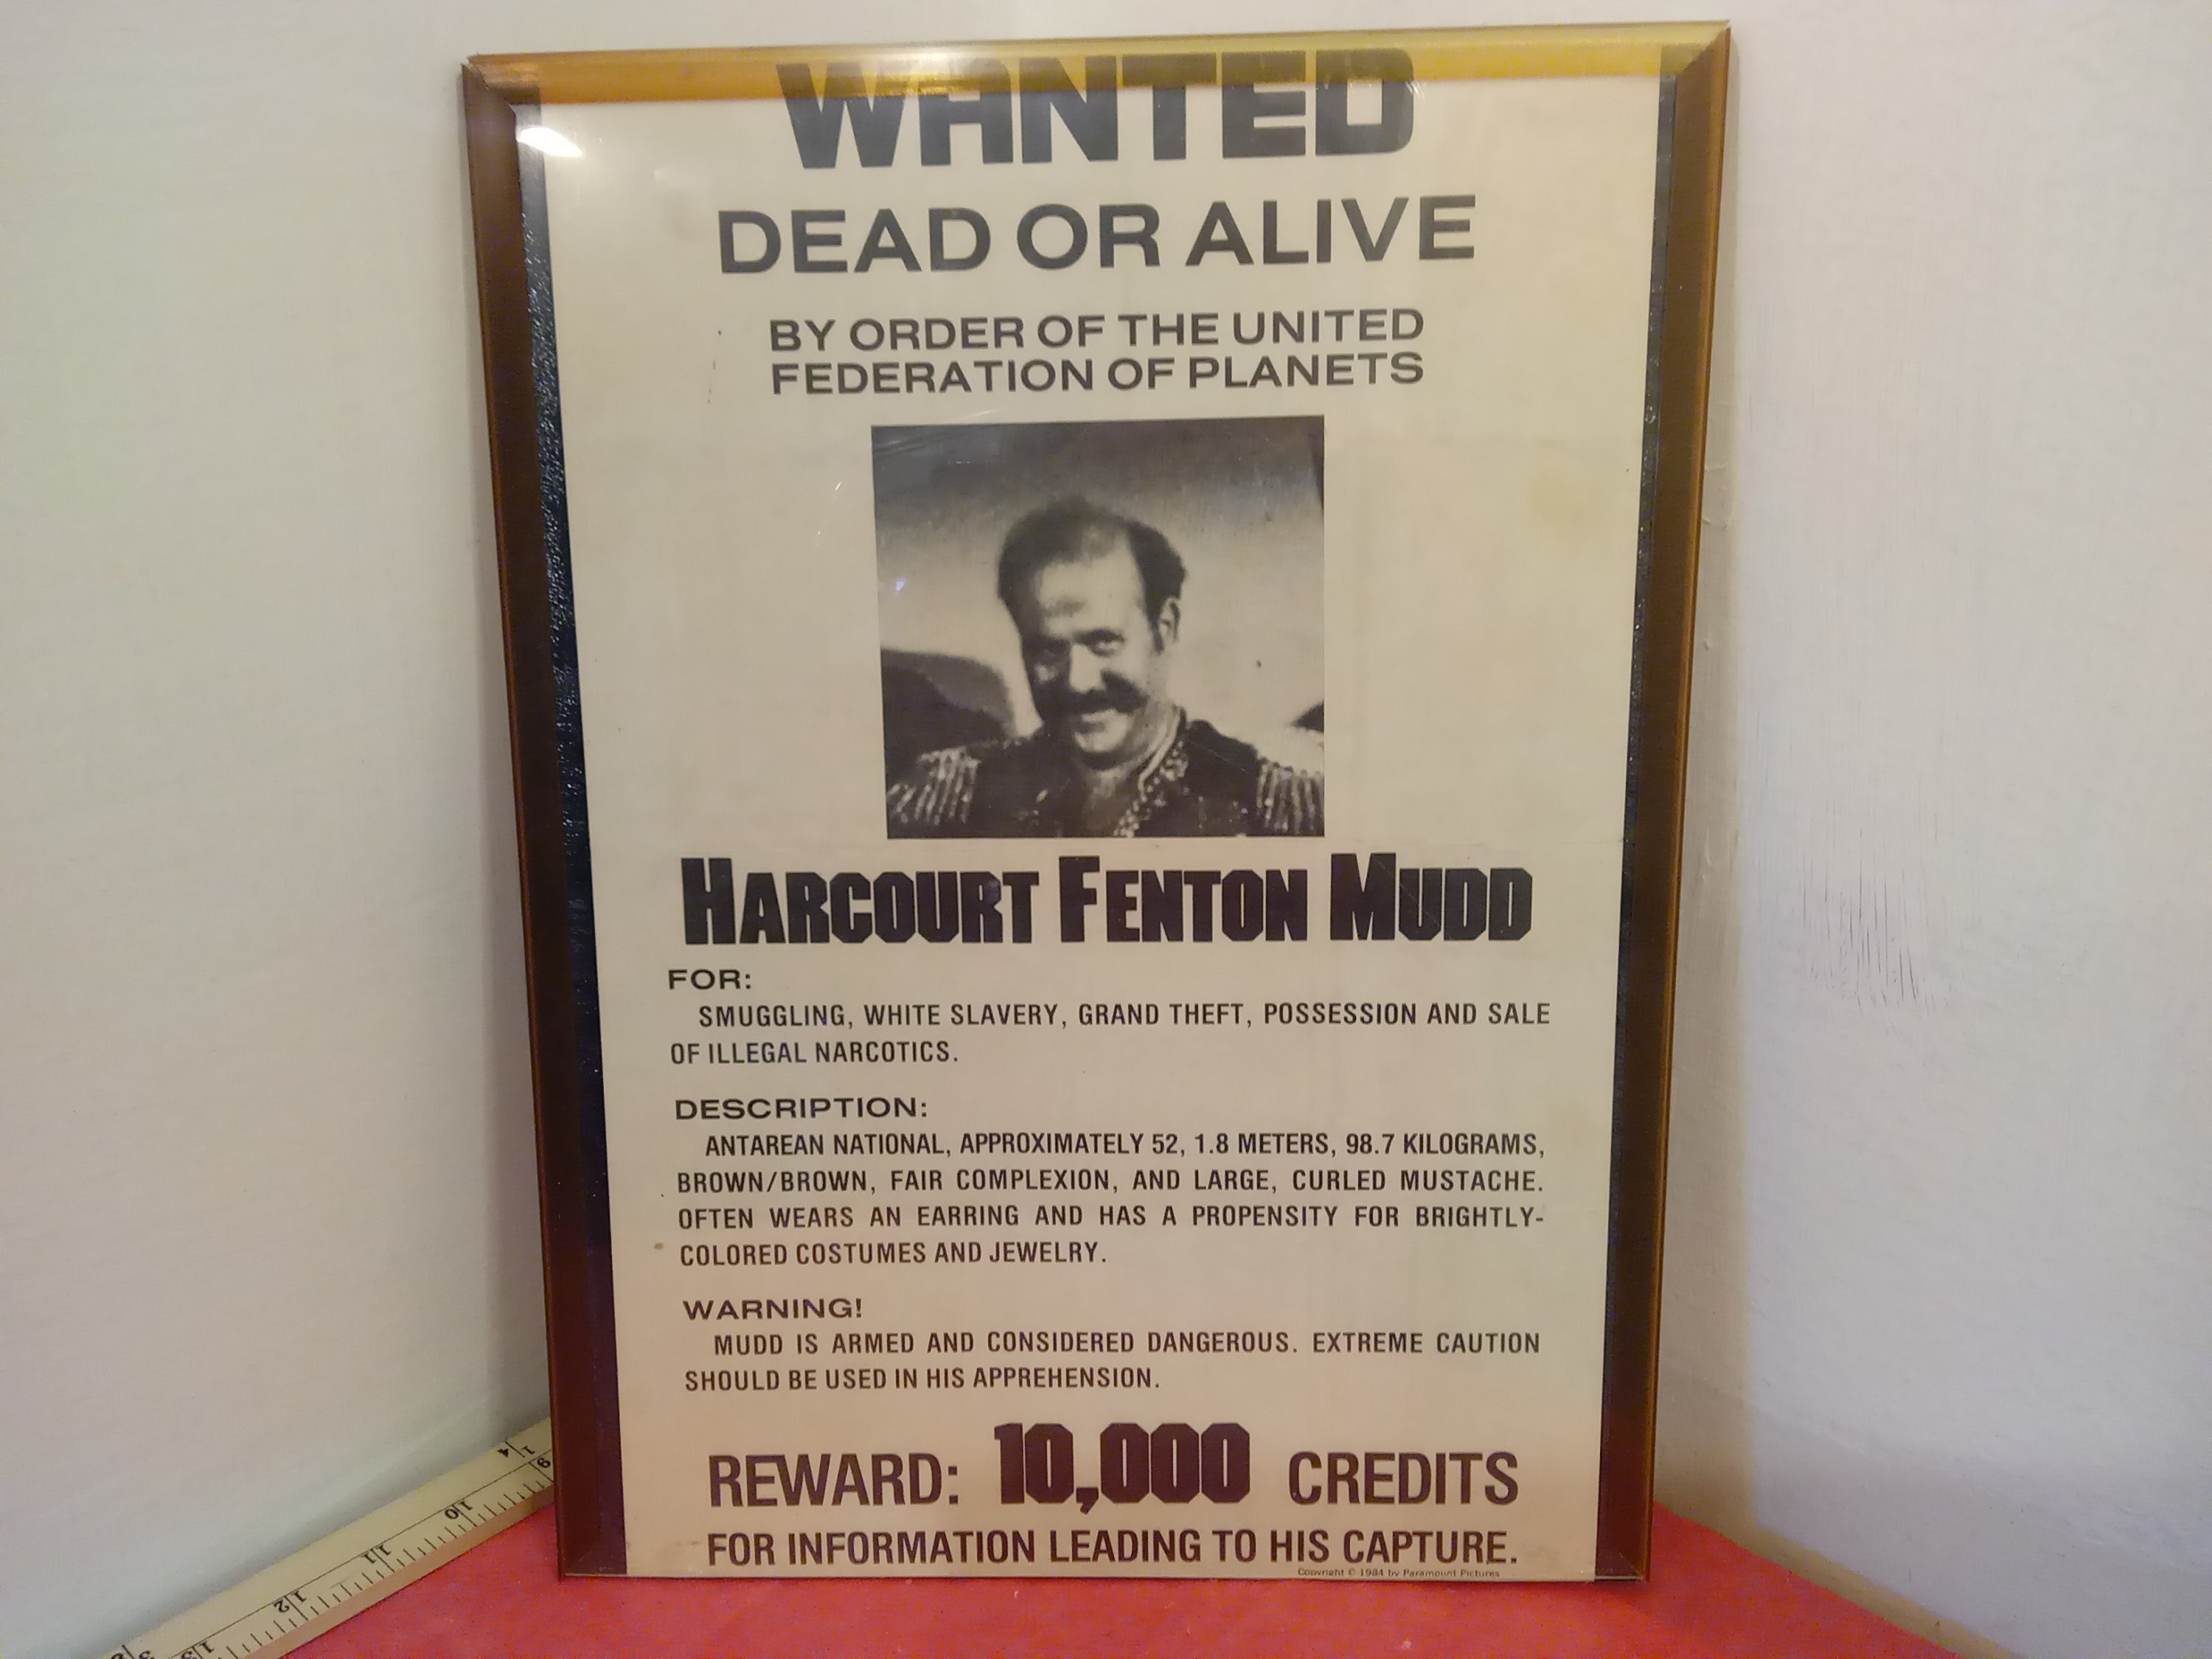 WANTED
DEAD OR ALIVE
BY ORDER OF THE UNITED
FEDERATION OF PLANETS
HARCOURT FENTON MUDD
FOR:
SMUGGLING, WHITE SLAVERY, GRAND THEFT, POSSESSION AND SALE
OF ILLEGAL NARCOTICS.
DESCRIPTION:
ANTAREAN NATIONAL, APPROXIMATELY 52, 1.8 METERS, 98.7 KILOGRAMS,
BROWN/BROWN, FAIR COMPLEXION, AND LARGE, CURLED MUSTACHE.
OFTEN WEARS AN EARRING AND HAS A PROPENSITY FOR BRIGHTLY-
COLORED COSTUMES AND JEWELRY.
WARNING!
MUDD IS ARMED AND CONSIDERED DANGEROUS. EXTREME CAUTION
SHOULD BE USED IN HIS APPREHENSION.
REWARD: 10,000 CREDITS
FOR INFORMATION LEADING TO HIS CAPTURE.
Copyright © 1984 by Paramount Pictures
9
10
11
12
13